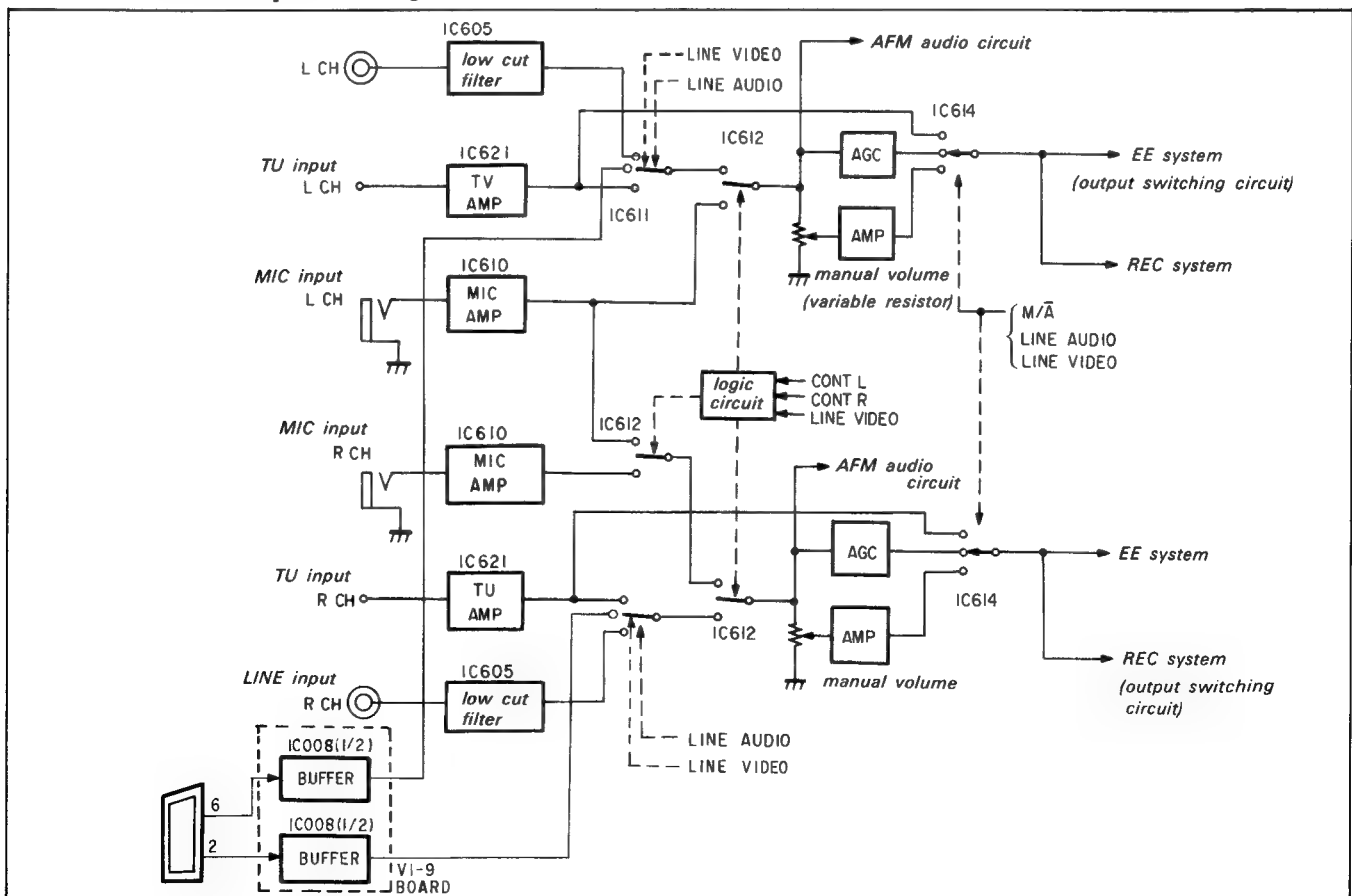 IC605
L CH
low cut
filter
LINE VIDEO
LINE AUDIO
AFM audio circuit
IC614
TU input
L CH
IC621
TV
AMP
IC611
IC612
AGC
AMP
EE system
(output switching circuit)
manual volume
(variable resistor)
REC system
MIC input
L CH
IC610
MIC
AMP
M/A̅
LINE AUDIO
LINE VIDEO
logic
circuit
CONT L
CONT R
LINE VIDEO
MIC input
R CH
IC610
MIC
AMP
IC612
AFM audio
circuit
TU input
R CH
IC621
TU
AMP
IC612
AGC
AMP
IC614
EE system
manual volume
REC system
(output switching
circuit)
LINE input
R CH
IC605
low cut
filter
LINE AUDIO
LINE VIDEO
IC008(1/2)
BUFFER
6
IC008(1/2)
2
BUFFER
VI-9
BOARD